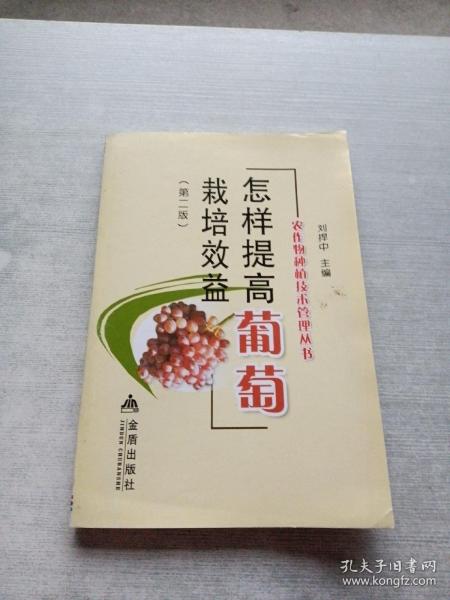 刘捍中 主编
农作物种植技术管理丛书
怎样提高葡萄
栽培效益
(第二版)
金盾出版社
JINDUN CHUBANSHE
孔夫子旧书网
www.kongfz.com